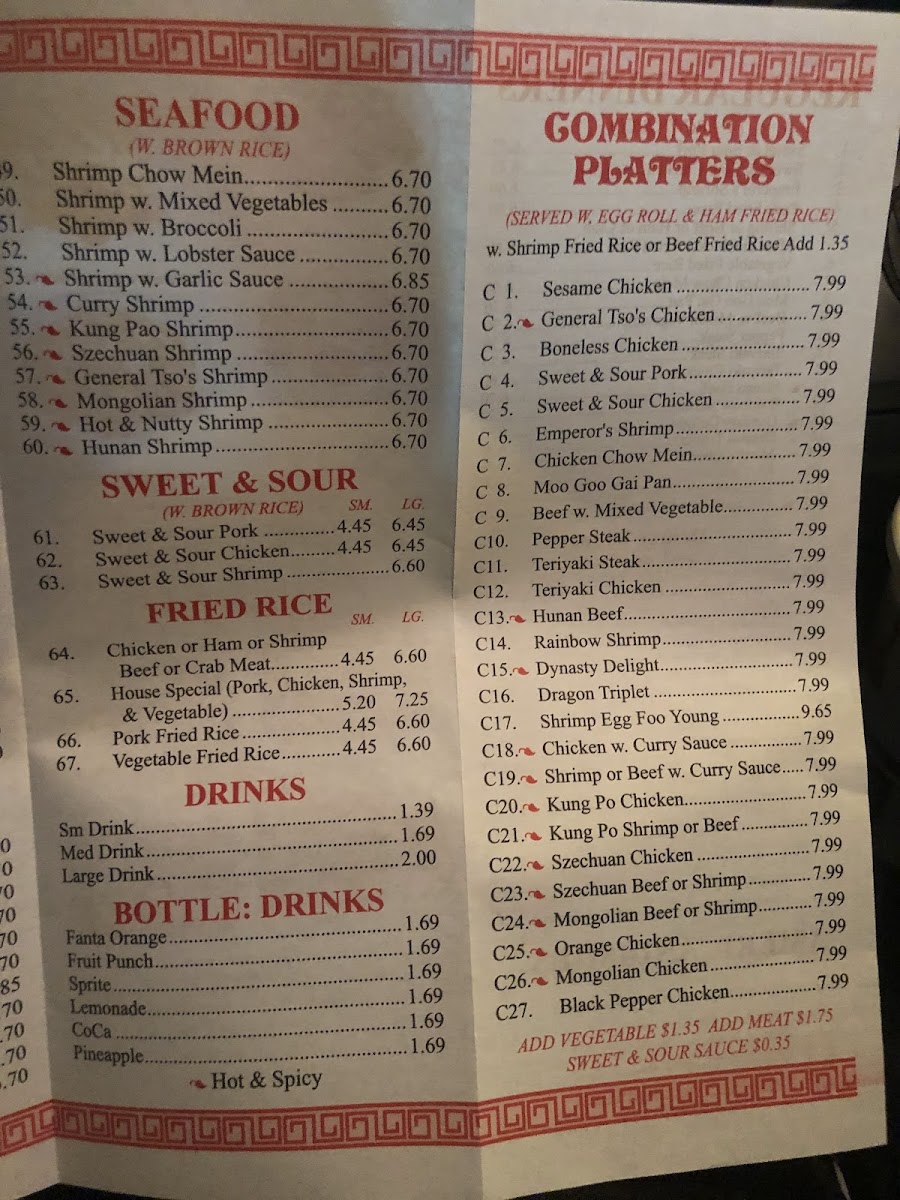 SEAFOOD
(W. BROWN RICE)
9. Shrimp Chow Mein........................6.70
50. Shrimp w. Mixed Vegetables .........6.70
51. Shrimp w. Broccoli .......................6.70
52. Shrimp w. Lobster Sauce ..............6.70
53. Shrimp w. Garlic Sauce ................6.85
54. Curry Shrimp ...............................6.70
55. Kung Pao Shrimp.........................6.70
56. Szechuan Shrimp .........................6.70
57. General Tso's Shrimp ...................6.70
58. Mongolian Shrimp .......................6.70
59. Hot & Nutty Shrimp .....................6.70
60. Hunan Shrimp..............................6.70
SWEET & SOUR
(W. BROWN RICE) SM. LG.
61. Sweet & Sour Pork .............4.45 6.45
62. Sweet & Sour Chicken........4.45 6.45
63. Sweet & Sour Shrimp ...................6.60
FRIED RICE SM. LG.
64. Chicken or Ham or Shrimp
Beef or Crab Meat.............4.45 6.60
65. House Special (Pork, Chicken, Shrimp,
& Vegetable) ....................5.20 7.25
66. Pork Fried Rice ..................4.45 6.60
67. Vegetable Fried Rice...........4.45 6.60
DRINKS
Sm Drink................................................1.39
Med Drink..............................................1.69
Large Drink............................................2.00
BOTTLE: DRINKS
Fanta Orange..........................................1.69
Fruit Punch.............................................1.69
Sprite......................................................1.69
Lemonade...............................................1.69
CoCa ......................................................1.69
Pineapple................................................1.69
Hot & Spicy
0
0
70
70
70
70
85
70
.70
.70
.70
COMBINATION
PLATTERS
(SERVED W. EGG ROLL & HAM FRIED RICE)
w. Shrimp Fried Rice or Beef Fried Rice Add 1.35
C 1. Sesame Chicken ..........................7.99
C 2. General Tso's Chicken..................7.99
C 3. Boneless Chicken .........................7.99
C 4. Sweet & Sour Pork.......................7.99
C 5. Sweet & Sour Chicken .................7.99
C 6. Emperor's Shrimp.........................7.99
C 7. Chicken Chow Mein.....................7.99
C 8. Moo Goo Gai Pan.........................7.99
C 9. Beef w. Mixed Vegetable..............7.99
C10. Pepper Steak................................7.99
C11. Teriyaki Steak..............................7.99
C12. Teriyaki Chicken .........................7.99
C13. Hunan Beef.................................7.99
C14. Rainbow Shrimp..........................7.99
C15. Dynasty Delight..........................7.99
C16. Dragon Triplet ............................7.99
C17. Shrimp Egg Foo Young ...............9.65
C18. Chicken w. Curry Sauce ..............7.99
C19. Shrimp or Beef w. Curry Sauce.....7.99
C20. Kung Po Chicken........................7.99
C21. Kung Po Shrimp or Beef .............7.99
C22. Szechuan Chicken ......................7.99
C23. Szechuan Beef or Shrimp ............7.99
C24. Mongolian Beef or Shrimp...........7.99
C25. Orange Chicken..........................7.99
C26. Mongolian Chicken ....................7.99
C27. Black Pepper Chicken.................7.99
ADD VEGETABLE $1.35 ADD MEAT $1.75
SWEET & SOUR SAUCE $0.35